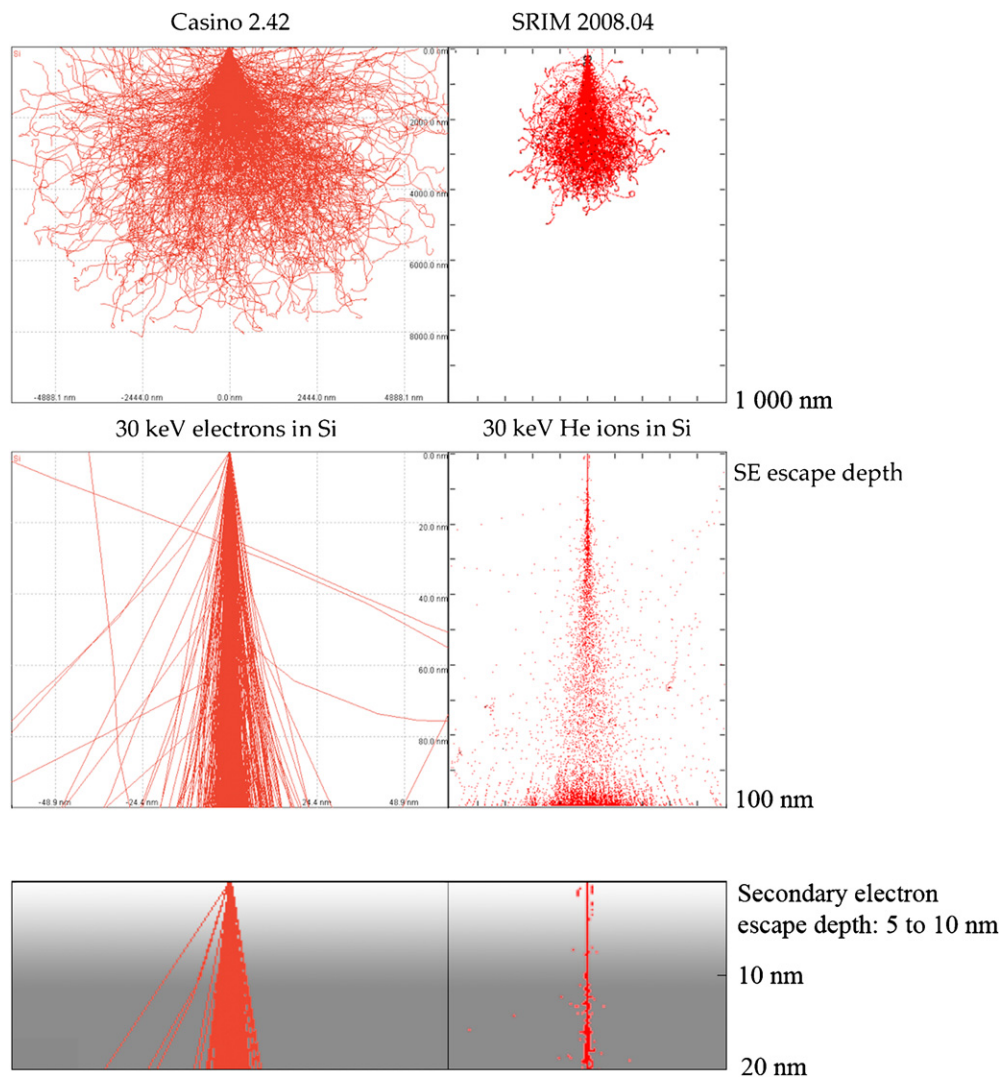 Casino 2.42
SRIM 2008.04
Si
0.0 nm
2000.0 nm
4000.0 nm
6000.0 nm
8000.0 nm
-4888.1 nm
-2444.0 nm
0.0 nm
2444.0 nm
4888.1 nm
1 000 nm
30 keV electrons in Si
30 keV He ions in Si
Si
0.0 nm
20.0 nm
40.0 nm
60.0 nm
80.0 nm
-48.9 nm
-24.4 nm
24.4 nm
48.9 nm
SE escape depth
100 nm
Secondary electron
escape depth: 5 to 10 nm
10 nm
20 nm